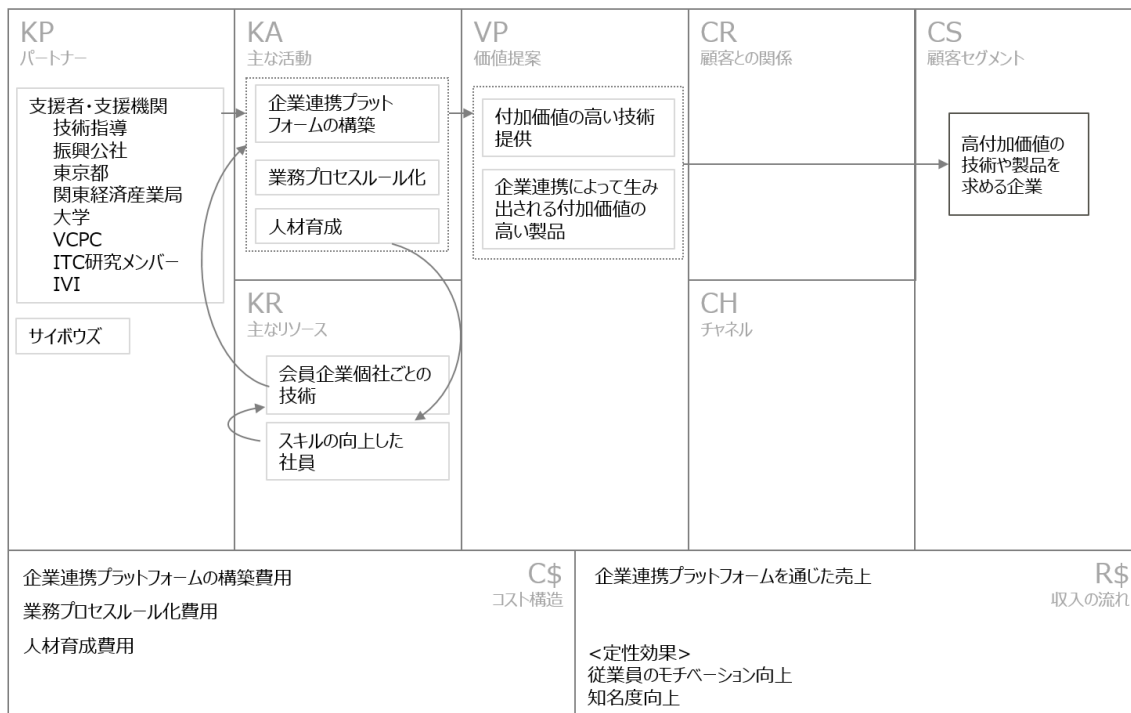 KP
パートナー
支援者・支援機関
技術指導
振興公社
東京都
関東経済産業局
大学
VCPC
ITC研究メンバー
IVI
サイボウズ
KA
主な活動
企業連携プラット
フォームの構築
業務プロセスルール化
人材育成
KR
主なリソース
会員企業個社ごとの
技術
スキルの向上した
社員
VP
価値提案
付加価値の高い技術
提供
企業連携によって生み
出される付加価値の
高い製品
CR
顧客との関係
CH
チャネル
CS
顧客セグメント
高付加価値の
技術や製品を
求める企業
C$
コスト構造
企業連携プラットフォームの構築費用
業務プロセスルール化費用
人材育成費用
R$
収入の流れ
企業連携プラットフォームを通じた売上
<定性効果>
従業員のモチベーション向上
知名度向上